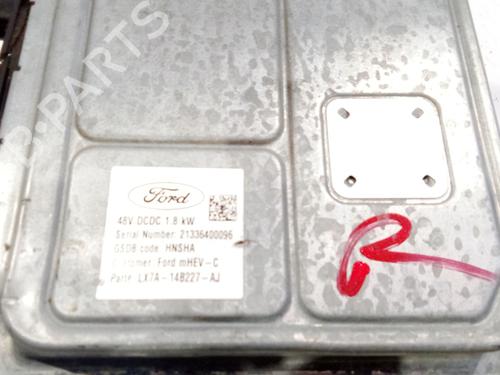 B-PARTS
Ford
48V DCDC 1.8 kW
Serial Number: 21336400096
GSDB code: HNSHA
Customer: Ford mHEV-C
Part#: LX7A-14B227-AJ
R